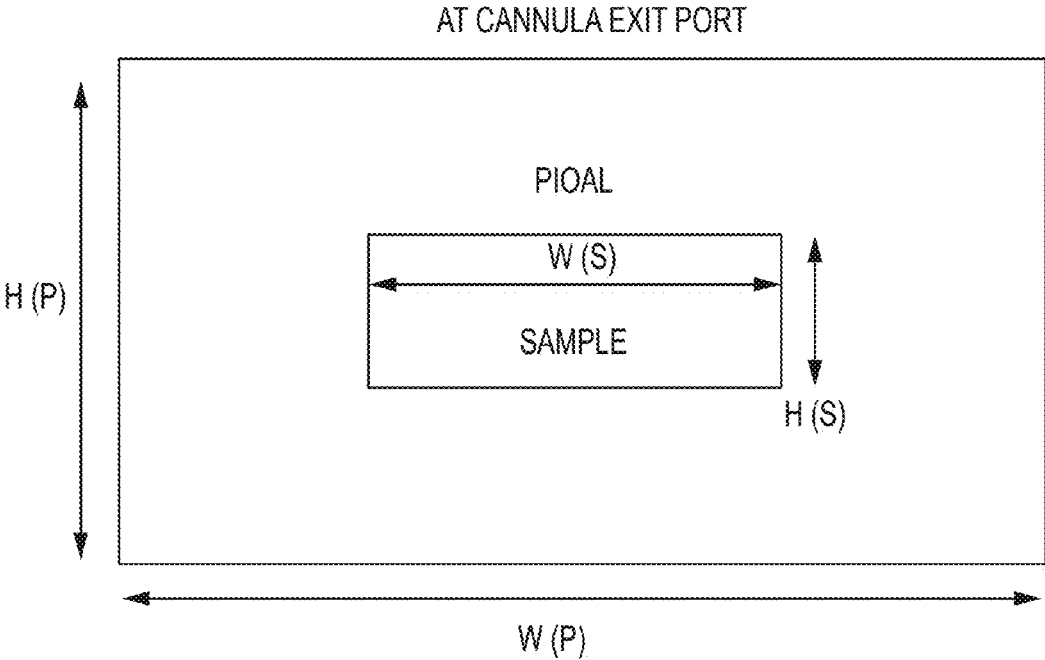 AT CANNULA EXIT PORT
PIOAL
W (S)
H (P)
SAMPLE
H (S)
W (P)